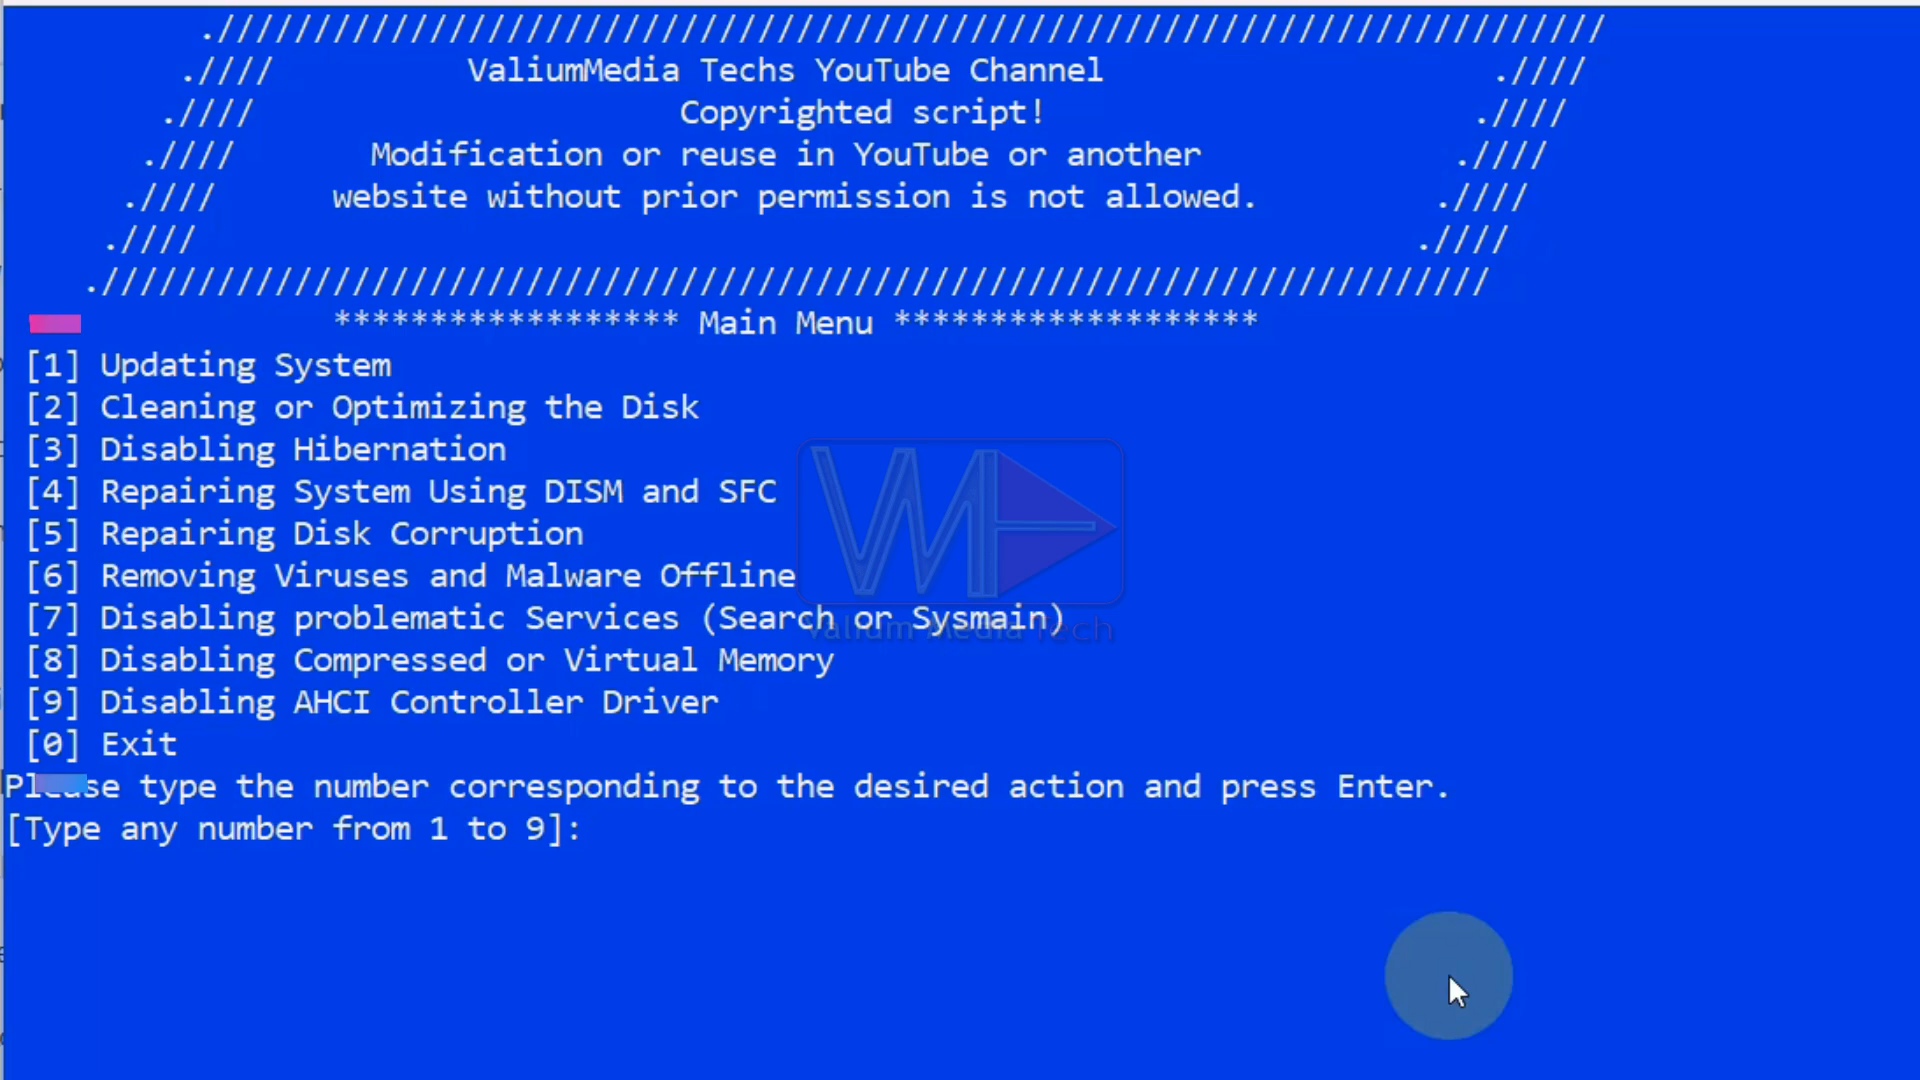 .////////////////////////////////////////////////////////////////////////
.//// ValiumMedia Techs YouTube Channel .////
.//// Copyrighted script! .////
.//// Modification or reuse in YouTube or another .////
.//// website without prior permission is not allowed. .////
.//// .////
.////////////////////////////////////////////////////////////////////////
****************** Main Menu *******************
[1] Updating System
[2] Cleaning or Optimizing the Disk
[3] Disabling Hibernation
[4] Repairing System Using DISM and SFC
[5] Repairing Disk Corruption
[6] Removing Viruses and Malware Offline
[7] Disabling problematic Services (Search or Sysmain)
Valium Media Tech
[8] Disabling Compressed or Virtual Memory
[9] Disabling AHCI Controller Driver
[0] Exit
Please type the number corresponding to the desired action and press Enter.
[Type any number from 1 to 9]: